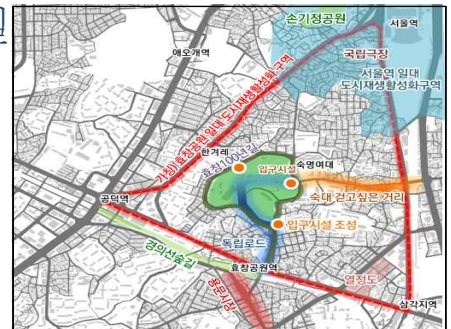 손기정공원
서울역
애오개역
국립극장
서울역 일대
도시재생활성화구역
가칭) 효창공원 일대 도시재생활성화 구역
한겨레
효창100년길
입구시설
숙명여대
공덕역
숙대 걷고싶은 거리
입구시설 조성
독립로드
경의선숲길
효창공원역
열정도
용문시장
삼각지역